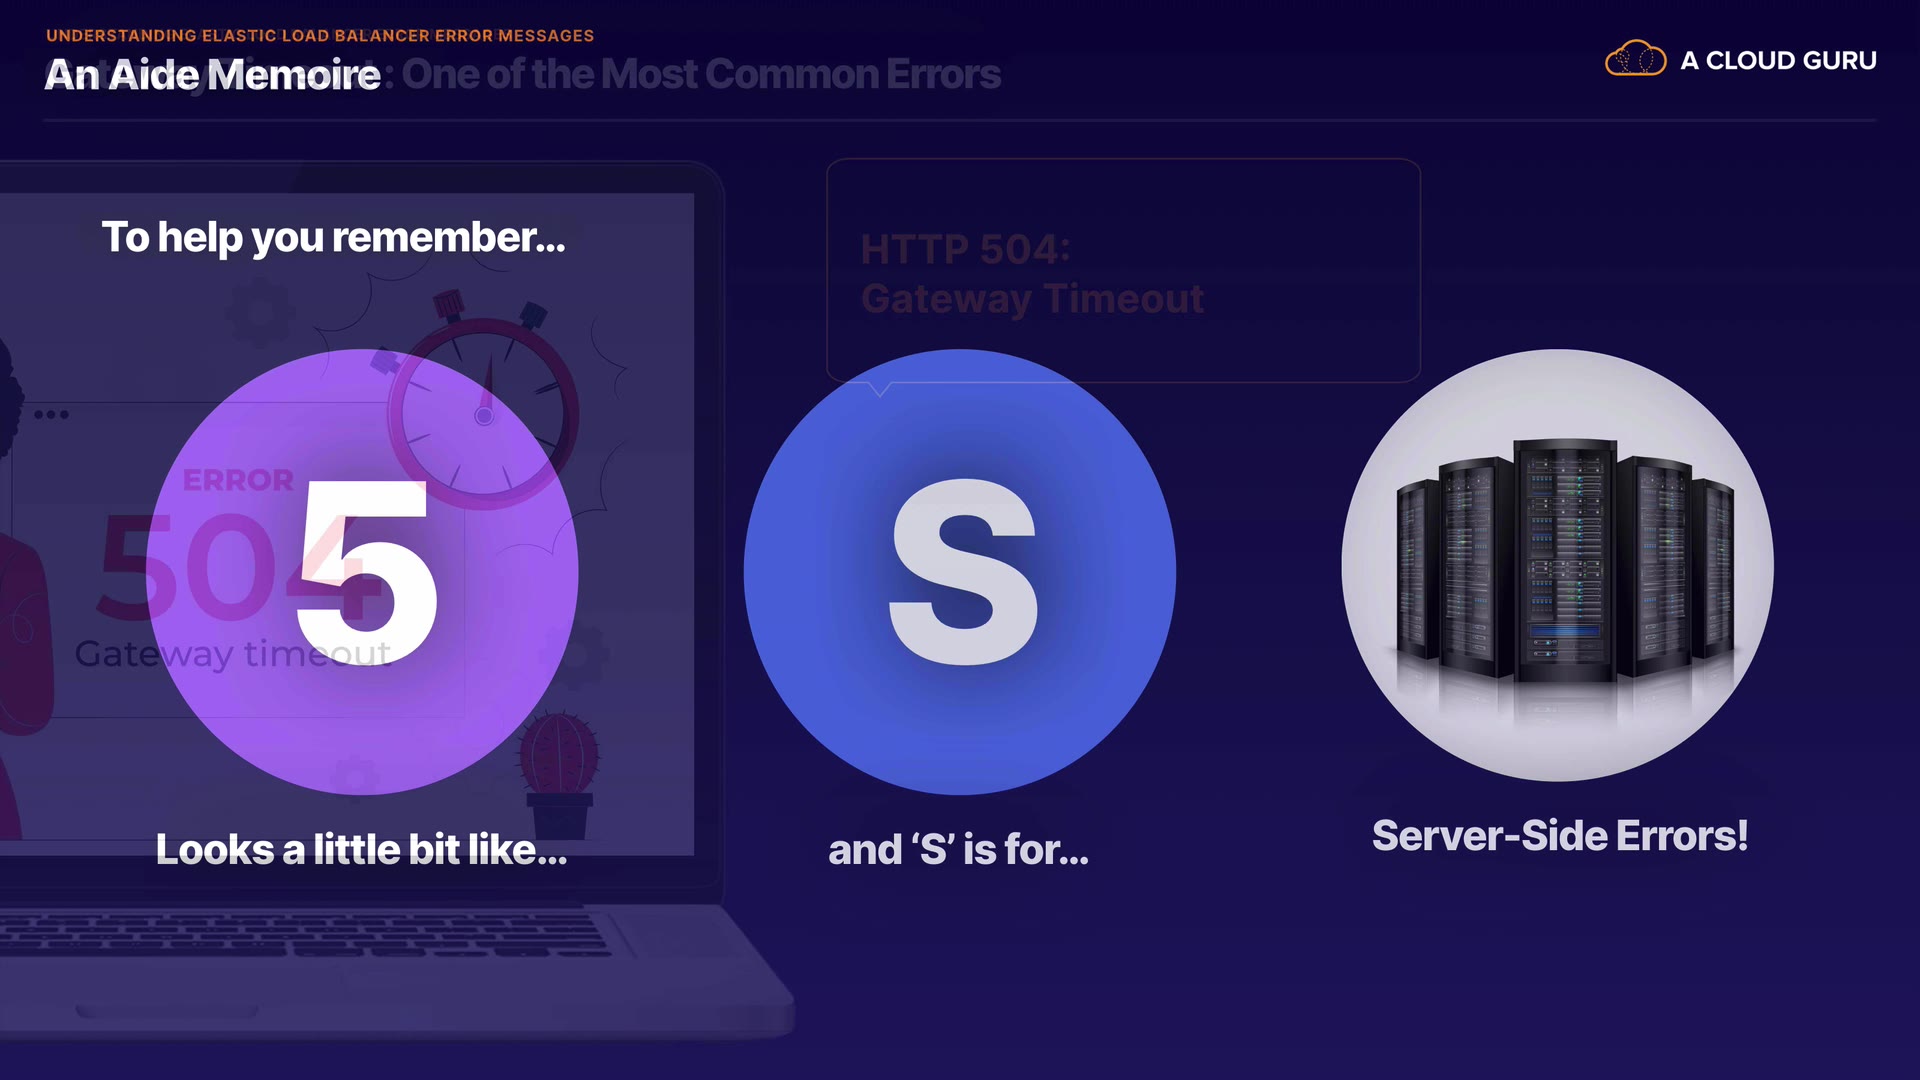 UNDERSTANDING ELASTIC LOAD BALANCER ERROR MESSAGES
An Aide Memoire
: One of the Most Common Errors
A CLOUD GURU
To help you remember...
HTTP 504:
Gateway Timeout
ERROR
504
Gateway timeout
5
S
Looks a little bit like...
and ‘S’ is for...
Server-Side Errors!